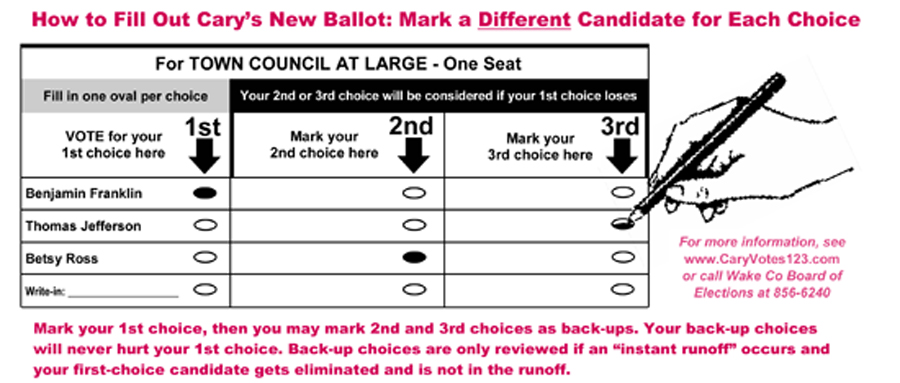 How to Fill Out Cary's New Ballot: Mark a Different Candidate for Each Choice
For TOWN COUNCIL AT LARGE - One Seat
Fill in one oval per choice
Your 2nd or 3rd choice will be considered if your 1st choice loses
VOTE for your
1st choice here
1st
Mark your
2nd choice here
2nd
Mark your
3rd choice here
3rd
Benjamin Franklin
Thomas Jefferson
Betsy Ross
Write-in:
For more information, see
www.CaryVotes123.com
or call Wake Co Board of
Elections at 856-6240
Mark your 1st choice, then you may mark 2nd and 3rd choices as back-ups. Your back-up choices
will never hurt your 1st choice. Back-up choices are only reviewed if an “instant runoff” occurs and
your first-choice candidate gets eliminated and is not in the runoff.